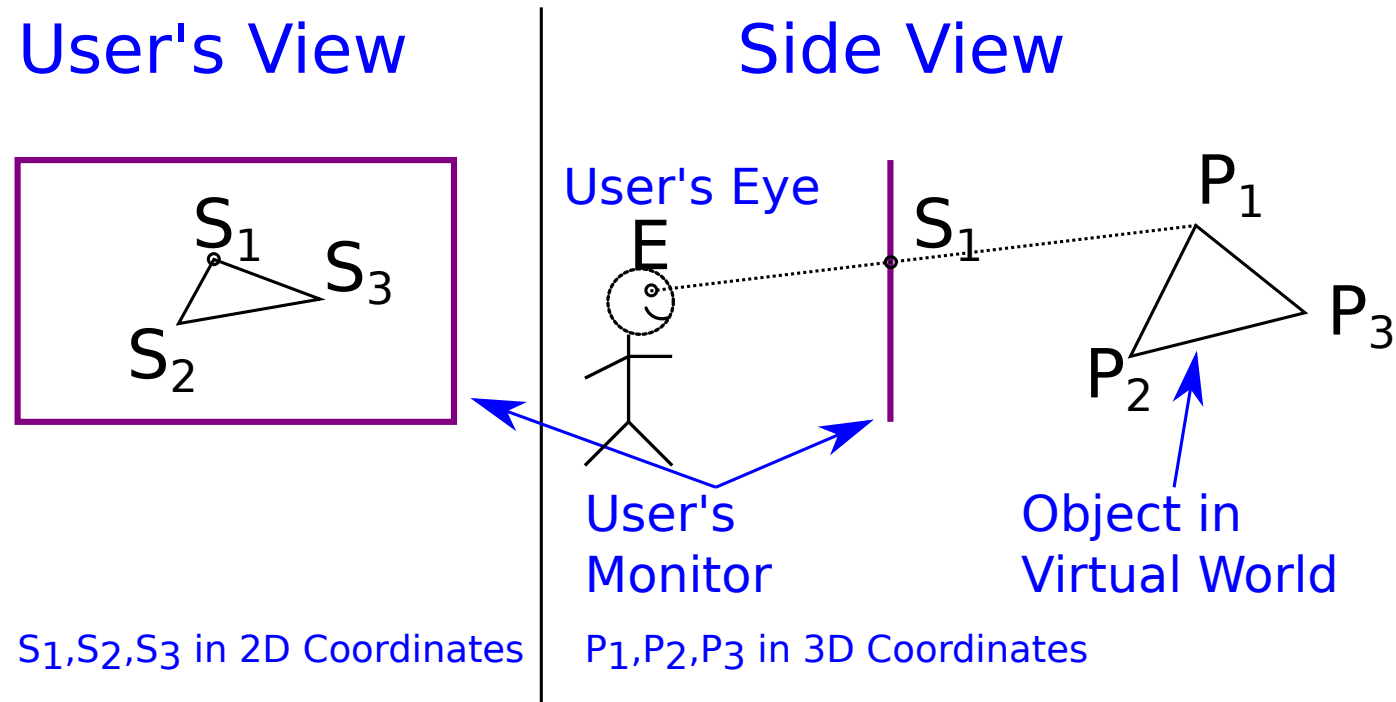 User's View
Side View
User's Eye
E
S1
S2
S3
S1
P1
P2
P3
User's
Monitor
Object in
Virtual World
S1,S2,S3 in 2D Coordinates
P1,P2,P3 in 3D Coordinates